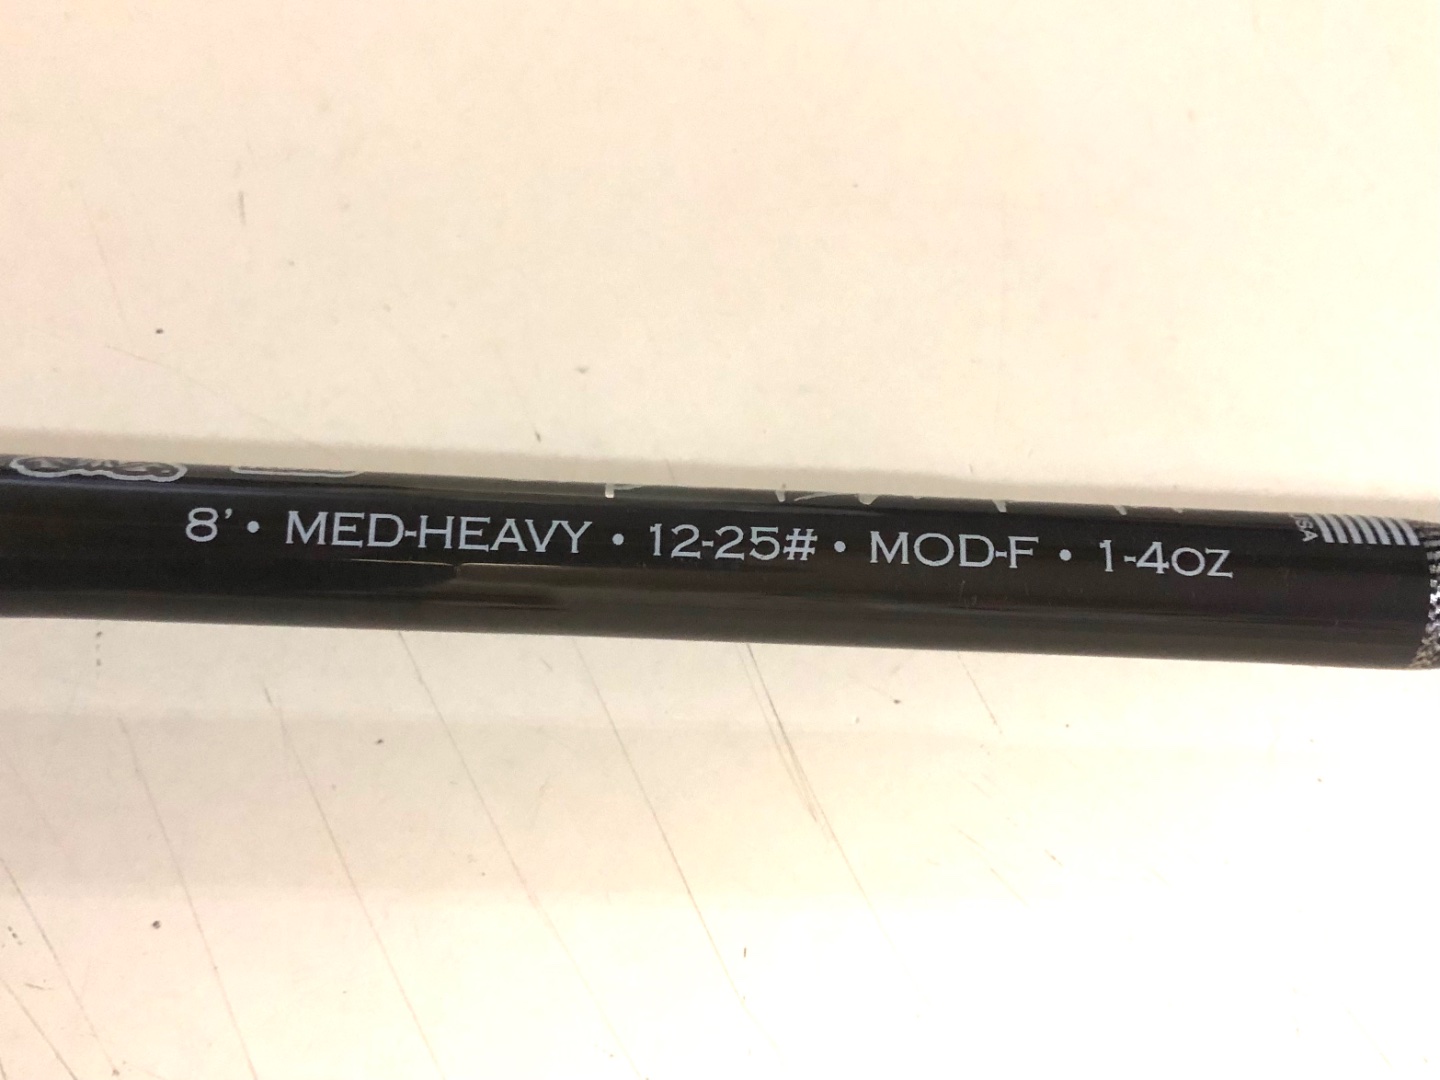 8' • MED-HEAVY • 12-25# • MOD-F • 1-4OZ
USA